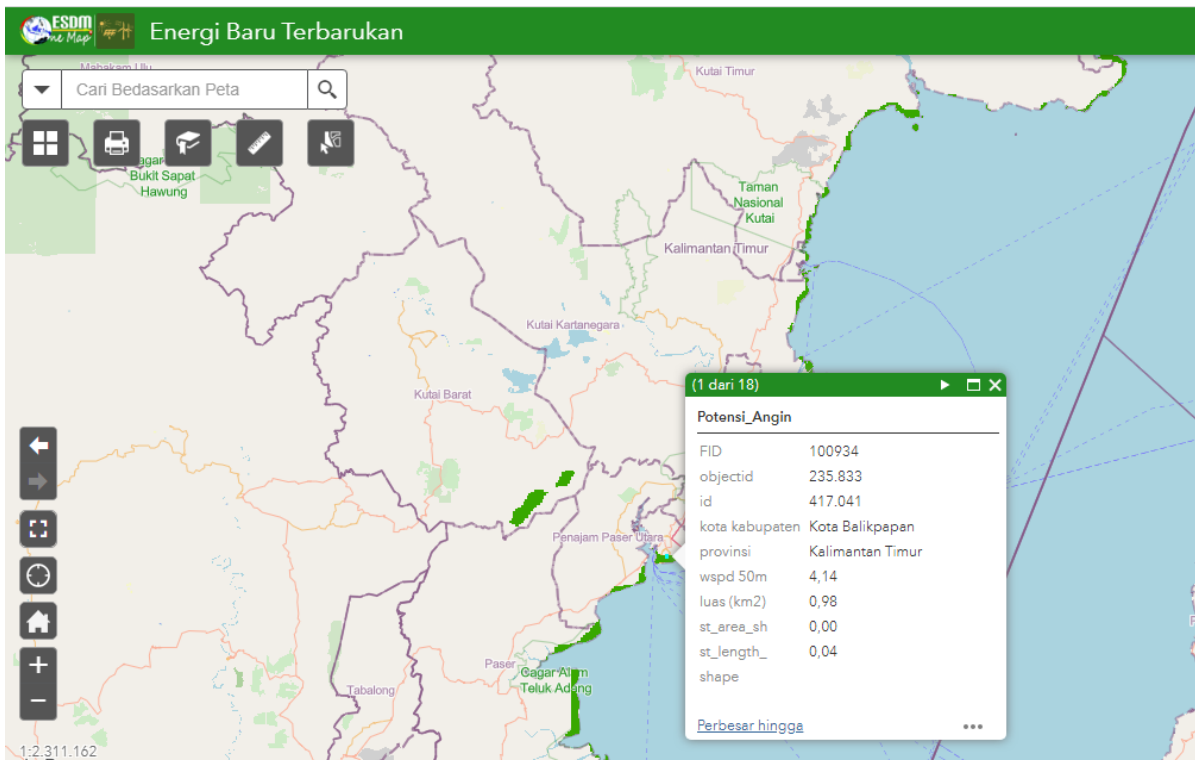 ESDM
One Map
Energi Baru Terbarukan
Mahakam Ulu
Kutai Timur
Cari Bedasarkan Peta
Bukit Sapat
Hawung
Taman
Nasional
Kutai
Kalimantan Timur
Kutai Kartanegara
Kutai Barat
(1 dari 18)
Potensi_Angin
FID 100934
objectid 235.833
id 417.041
kota kabupaten Kota Balikpapan
provinsi Kalimantan Timur
wspd 50m 4,14
luas (km2) 0,98
st_area_sh 0,00
st_length_ 0,04
shape
Perbesar hingga
Penajam Paser Utara
Paser
Cagar Alam
Teluk Adang
Tabalong
1:2.311.162